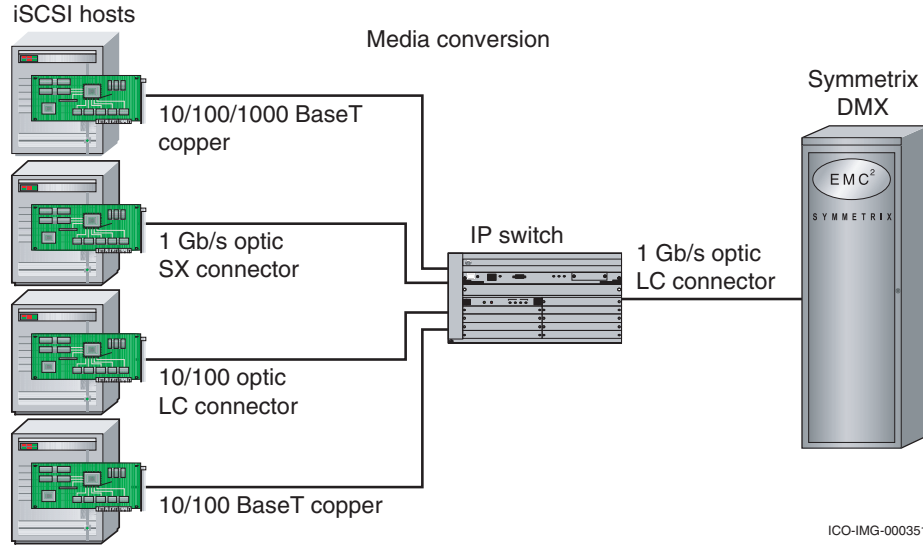 iSCSI hosts
Media conversion
Symmetrix
DMX
10/100/1000 BaseT
copper
EMC²
SYMMETRIX
1 Gb/s optic
SX connector
IP switch
1 Gb/s optic
LC connector
10/100 optic
LC connector
10/100 BaseT copper
ICO-IMG-000351